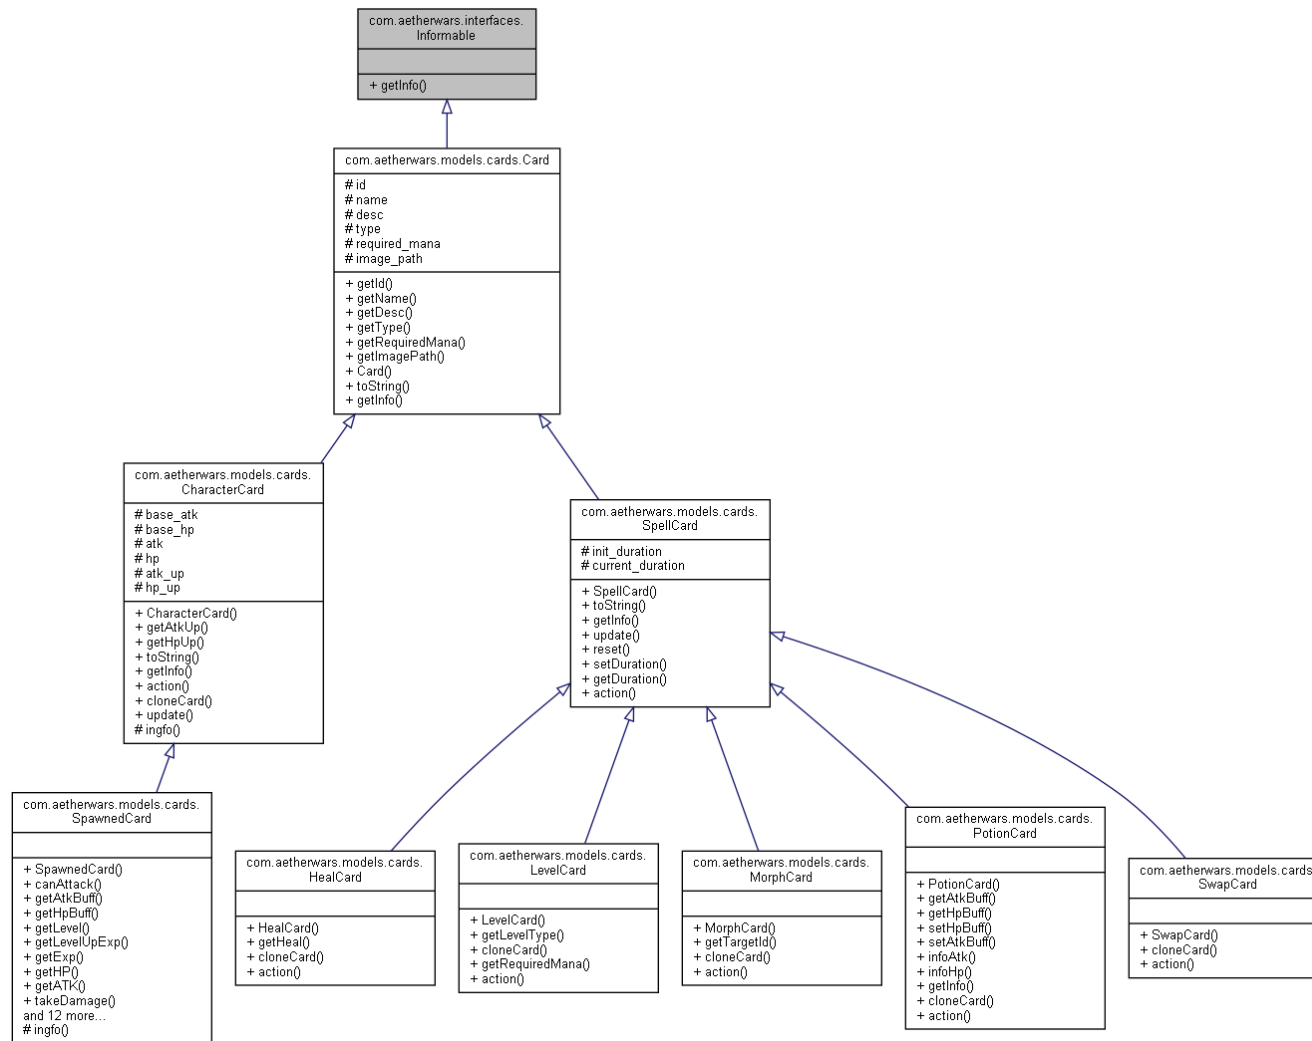 com.aetherwars.interfaces.
Informable
+ getInfo()
com.aetherwars.models.cards.Card
# id
# name
# desc
# type
# required_mana
# image_path
+ getId()
+ getName()
+ getDesc()
+ getType()
+ getRequiredMana()
+ getImagePath()
+ Card()
+ toString()
+ getInfo()
com.aetherwars.models.cards.
CharacterCard
# base_atk
# base_hp
# atk
# hp
# atk_up
# hp_up
+ CharacterCard()
+ getAtkUp()
+ getHpUp()
+ toString()
+ getInfo()
+ action()
+ cloneCard()
+ update()
# ingfo()
com.aetherwars.models.cards.
SpellCard
# init_duration
# current_duration
+ SpellCard()
+ toString()
+ getInfo()
+ update()
+ reset()
+ setDuration()
+ getDuration()
+ action()
com.aetherwars.models.cards.
SpawnedCard
+ SpawnedCard()
+ canAttack()
+ getAtkBuff()
+ getHpBuff()
+ getLevel()
+ getLevelUpExp()
+ getExp()
+ getHP()
+ getATK()
+ takeDamage()
and 12 more...
# ingfo()
com.aetherwars.models.cards.
HealCard
+ HealCard()
+ getHeal()
+ cloneCard()
+ action()
com.aetherwars.models.cards.
LevelCard
+ LevelCard()
+ getLevelType()
+ cloneCard()
+ getRequiredMana()
+ action()
com.aetherwars.models.cards.
MorphCard
+ MorphCard()
+ getTargetId()
+ cloneCard()
+ action()
com.aetherwars.models.cards.
PotionCard
+ PotionCard()
+ getAtkBuff()
+ getHpBuff()
+ setHpBuff()
+ setAtkBuff()
+ infoAtk()
+ infoHp()
+ getInfo()
+ cloneCard()
+ action()
com.aetherwars.models.cards
SwapCard
+ SwapCard()
+ cloneCard()
+ action()